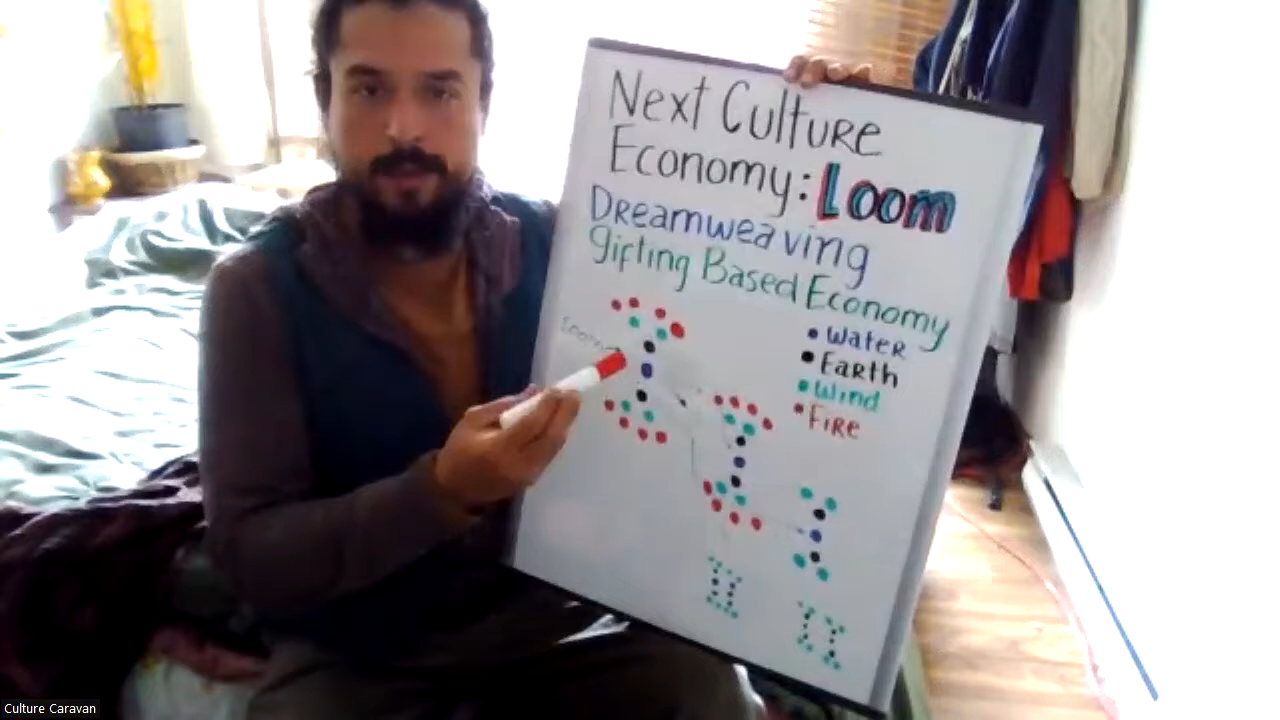 Next Culture
Economy: Loom
Dreamweaving
gifting Based Economy
Water
Earth
Wind
Fire
Culture Caravan